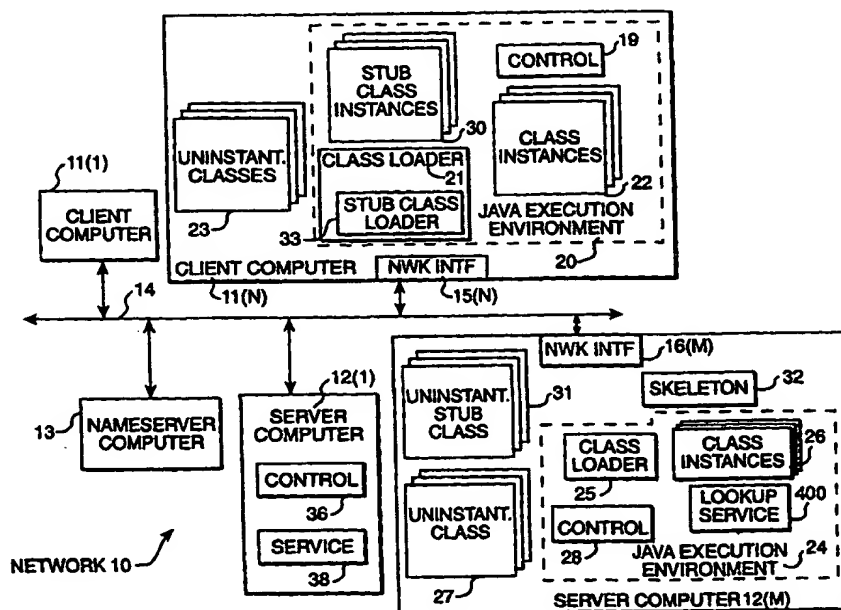 STUB
CLASS
INSTANCES
30
19
CONTROL
UNINSTANT.
CLASSES
23
CLASS LOADER
21
STUB CLASS
LOADER
33
CLASS
INSTANCES
22
JAVA EXECUTION
ENVIRONMENT
20
11(1)
CLIENT
COMPUTER
CLIENT COMPUTER
11(N)
NWK INTF
15(N)
14
NWK INTF
16(M)
13
NAMESERVER
COMPUTER
12(1)
SERVER
COMPUTER
CONTROL
36
SERVICE
38
UNINSTANT.
STUB
CLASS
31
SKELETON
32
CLASS
LOADER
25
CLASS
INSTANCES
26
LOOKUP
SERVICE
400
UNINSTANT.
CLASS
27
CONTROL
28
JAVA EXECUTION
ENVIRONMENT
24
NETWORK 10
SERVER COMPUTER 12(M)